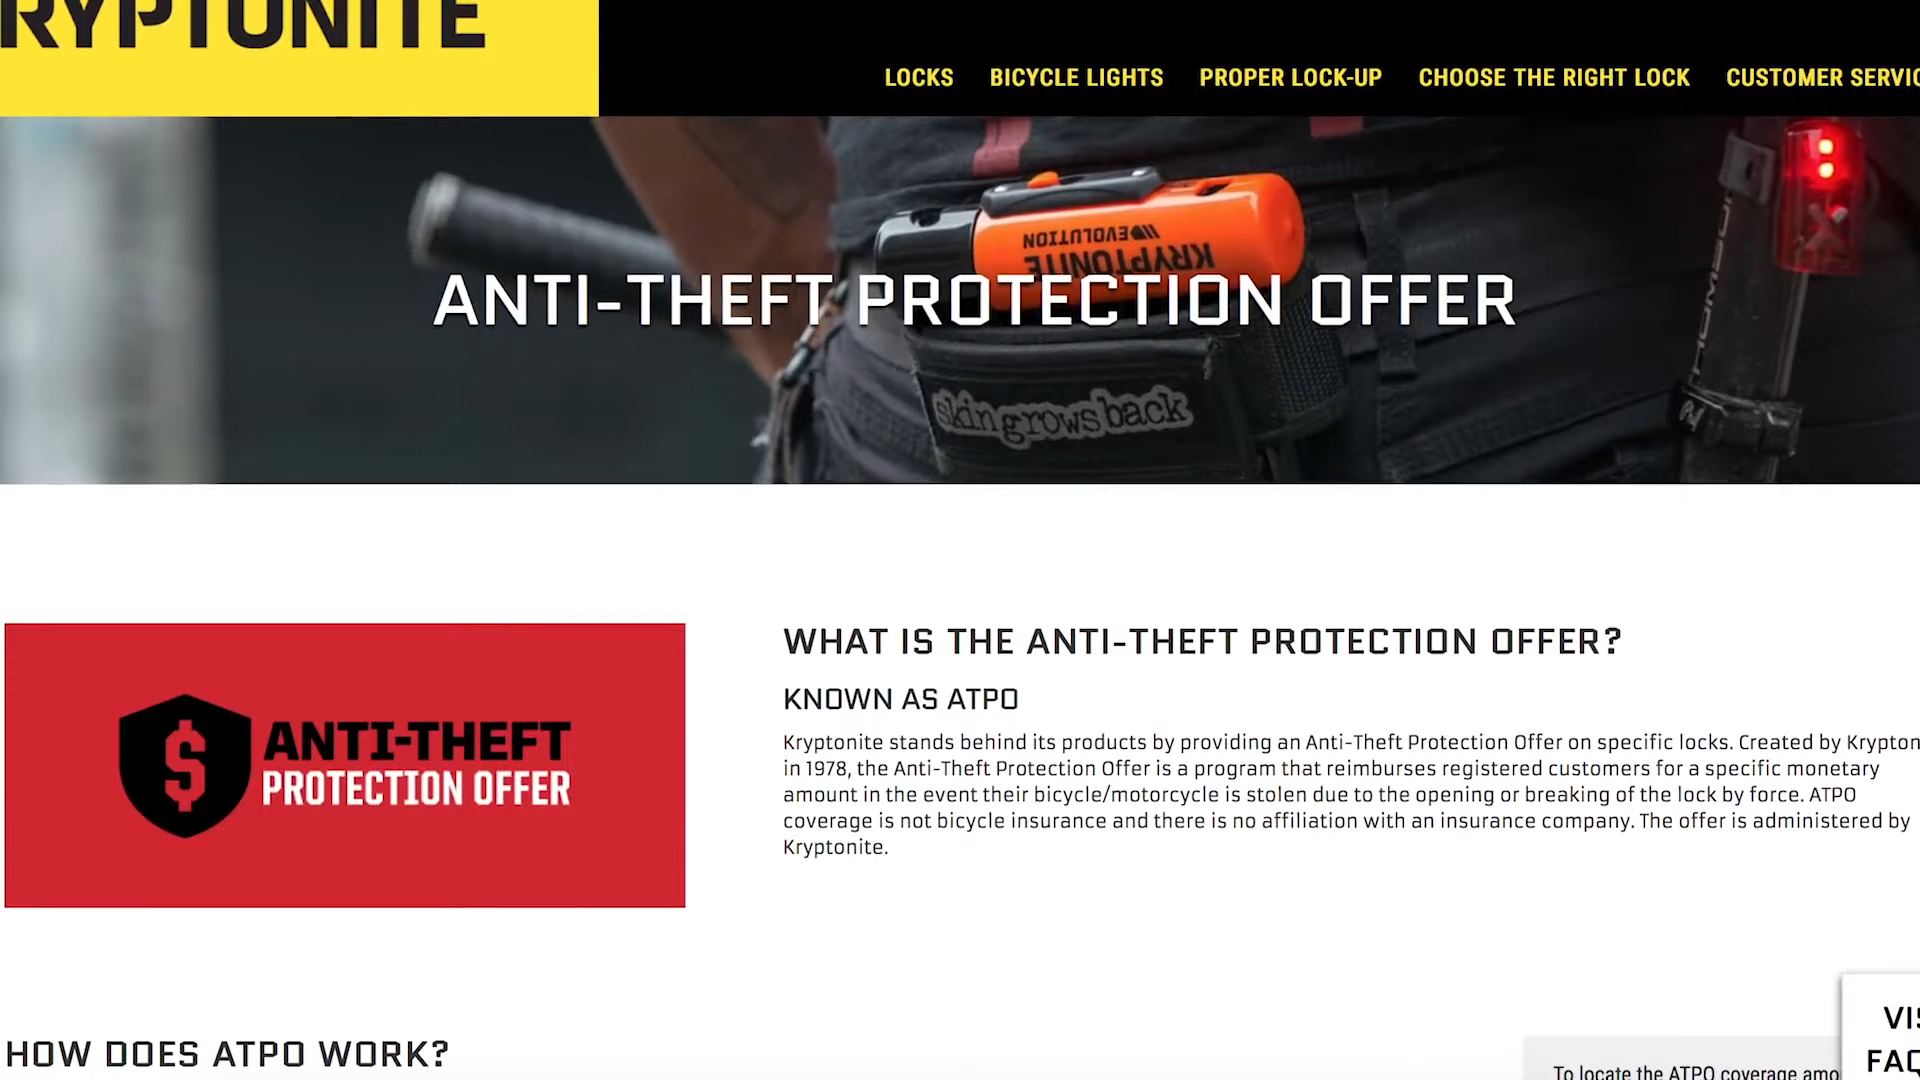 RYPTONITE
LOCKS BICYCLE LIGHTS PROPER LOCK-UP CHOOSE THE RIGHT LOCK CUSTOMER SERVIC
EVOLUTION
KRYPTONITE
ANTI-THEFT PROTECTION OFFER
skin grows back
ANTI-THEFT
PROTECTION OFFER
WHAT IS THE ANTI-THEFT PROTECTION OFFER?
KNOWN AS ATPO
Kryptonite stands behind its products by providing an Anti-Theft Protection Offer on specific locks. Created by Krypton
in 1978, the Anti-Theft Protection Offer is a program that reimburses registered customers for a specific monetary
amount in the event their bicycle/motorcycle is stolen due to the opening or breaking of the lock by force. ATPO
coverage is not bicycle insurance and there is no affiliation with an insurance company. The offer is administered by
Kryptonite.
HOW DOES ATPO WORK?
To locate the ATPO coverage amo
VIS
FAQ